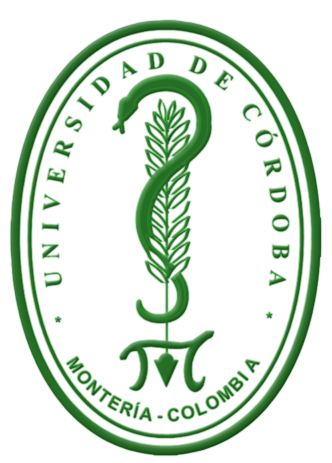 UNIVERSIDAD DE CÓRDOBA
* MONTERÍA - COLOMBIA *